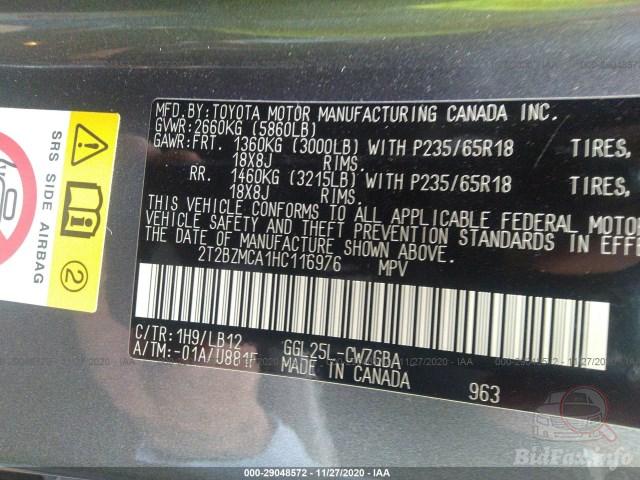 MFD.BY:TOYOTA MOTOR MANUFACTURING CANADA INC.
GVWR:2660KG (5860LB)
GAWR:FRT. 1360KG (3000LB) WITH P235/65R18 TIRES,
18X8J RIMS.
RR. 1460KG (3215LB) WITH P235/65R18 TIRES,
18X8J RIMS.
THIS VEHICLE CONFORMS TO ALL APPLICABLE FEDERAL MOTOR
VEHICLE SAFETY AND THEFT PREVENTION STANDARDS IN EFFE
THE DATE OF MANUFACTURE SHOWN ABOVE.
2T2BZMCA1HC116976 MPV
C/TR:1H9/LB12
A/TM:-01A/U881F GGL25L-CWZGBA
MADE IN CANADA
963
SRS SIDE AIRBAG
2
000-29048572 — 11/27/2020 - IAA
BidFax.info